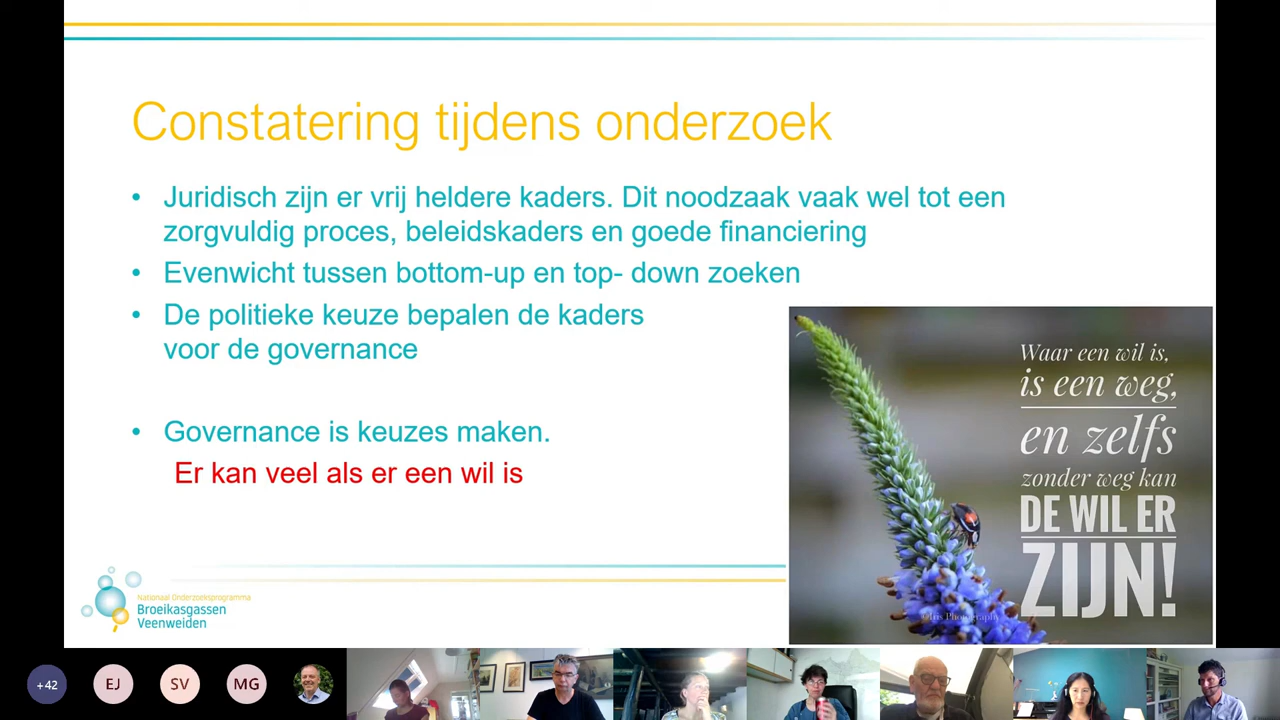 Constatering tijdens onderzoek
• Juridisch zijn er vrij heldere kaders. Dit noodzaak vaak wel tot een
zorgvuldig proces, beleidskaders en goede financiering
• Evenwicht tussen bottom-up en top- down zoeken
• De politieke keuze bepalen de kaders
voor de governance
• Governance is keuzes maken.
Er kan veel als er een wil is
Waar een wil is,
is een weg,
en zelfs
zonder weg kan
DE WIL ER
ZIJN!
Photography
Nationaal Onderzoeksprogramma
Broeikasgassen
Veenweiden
+42
EJ
SV
MG